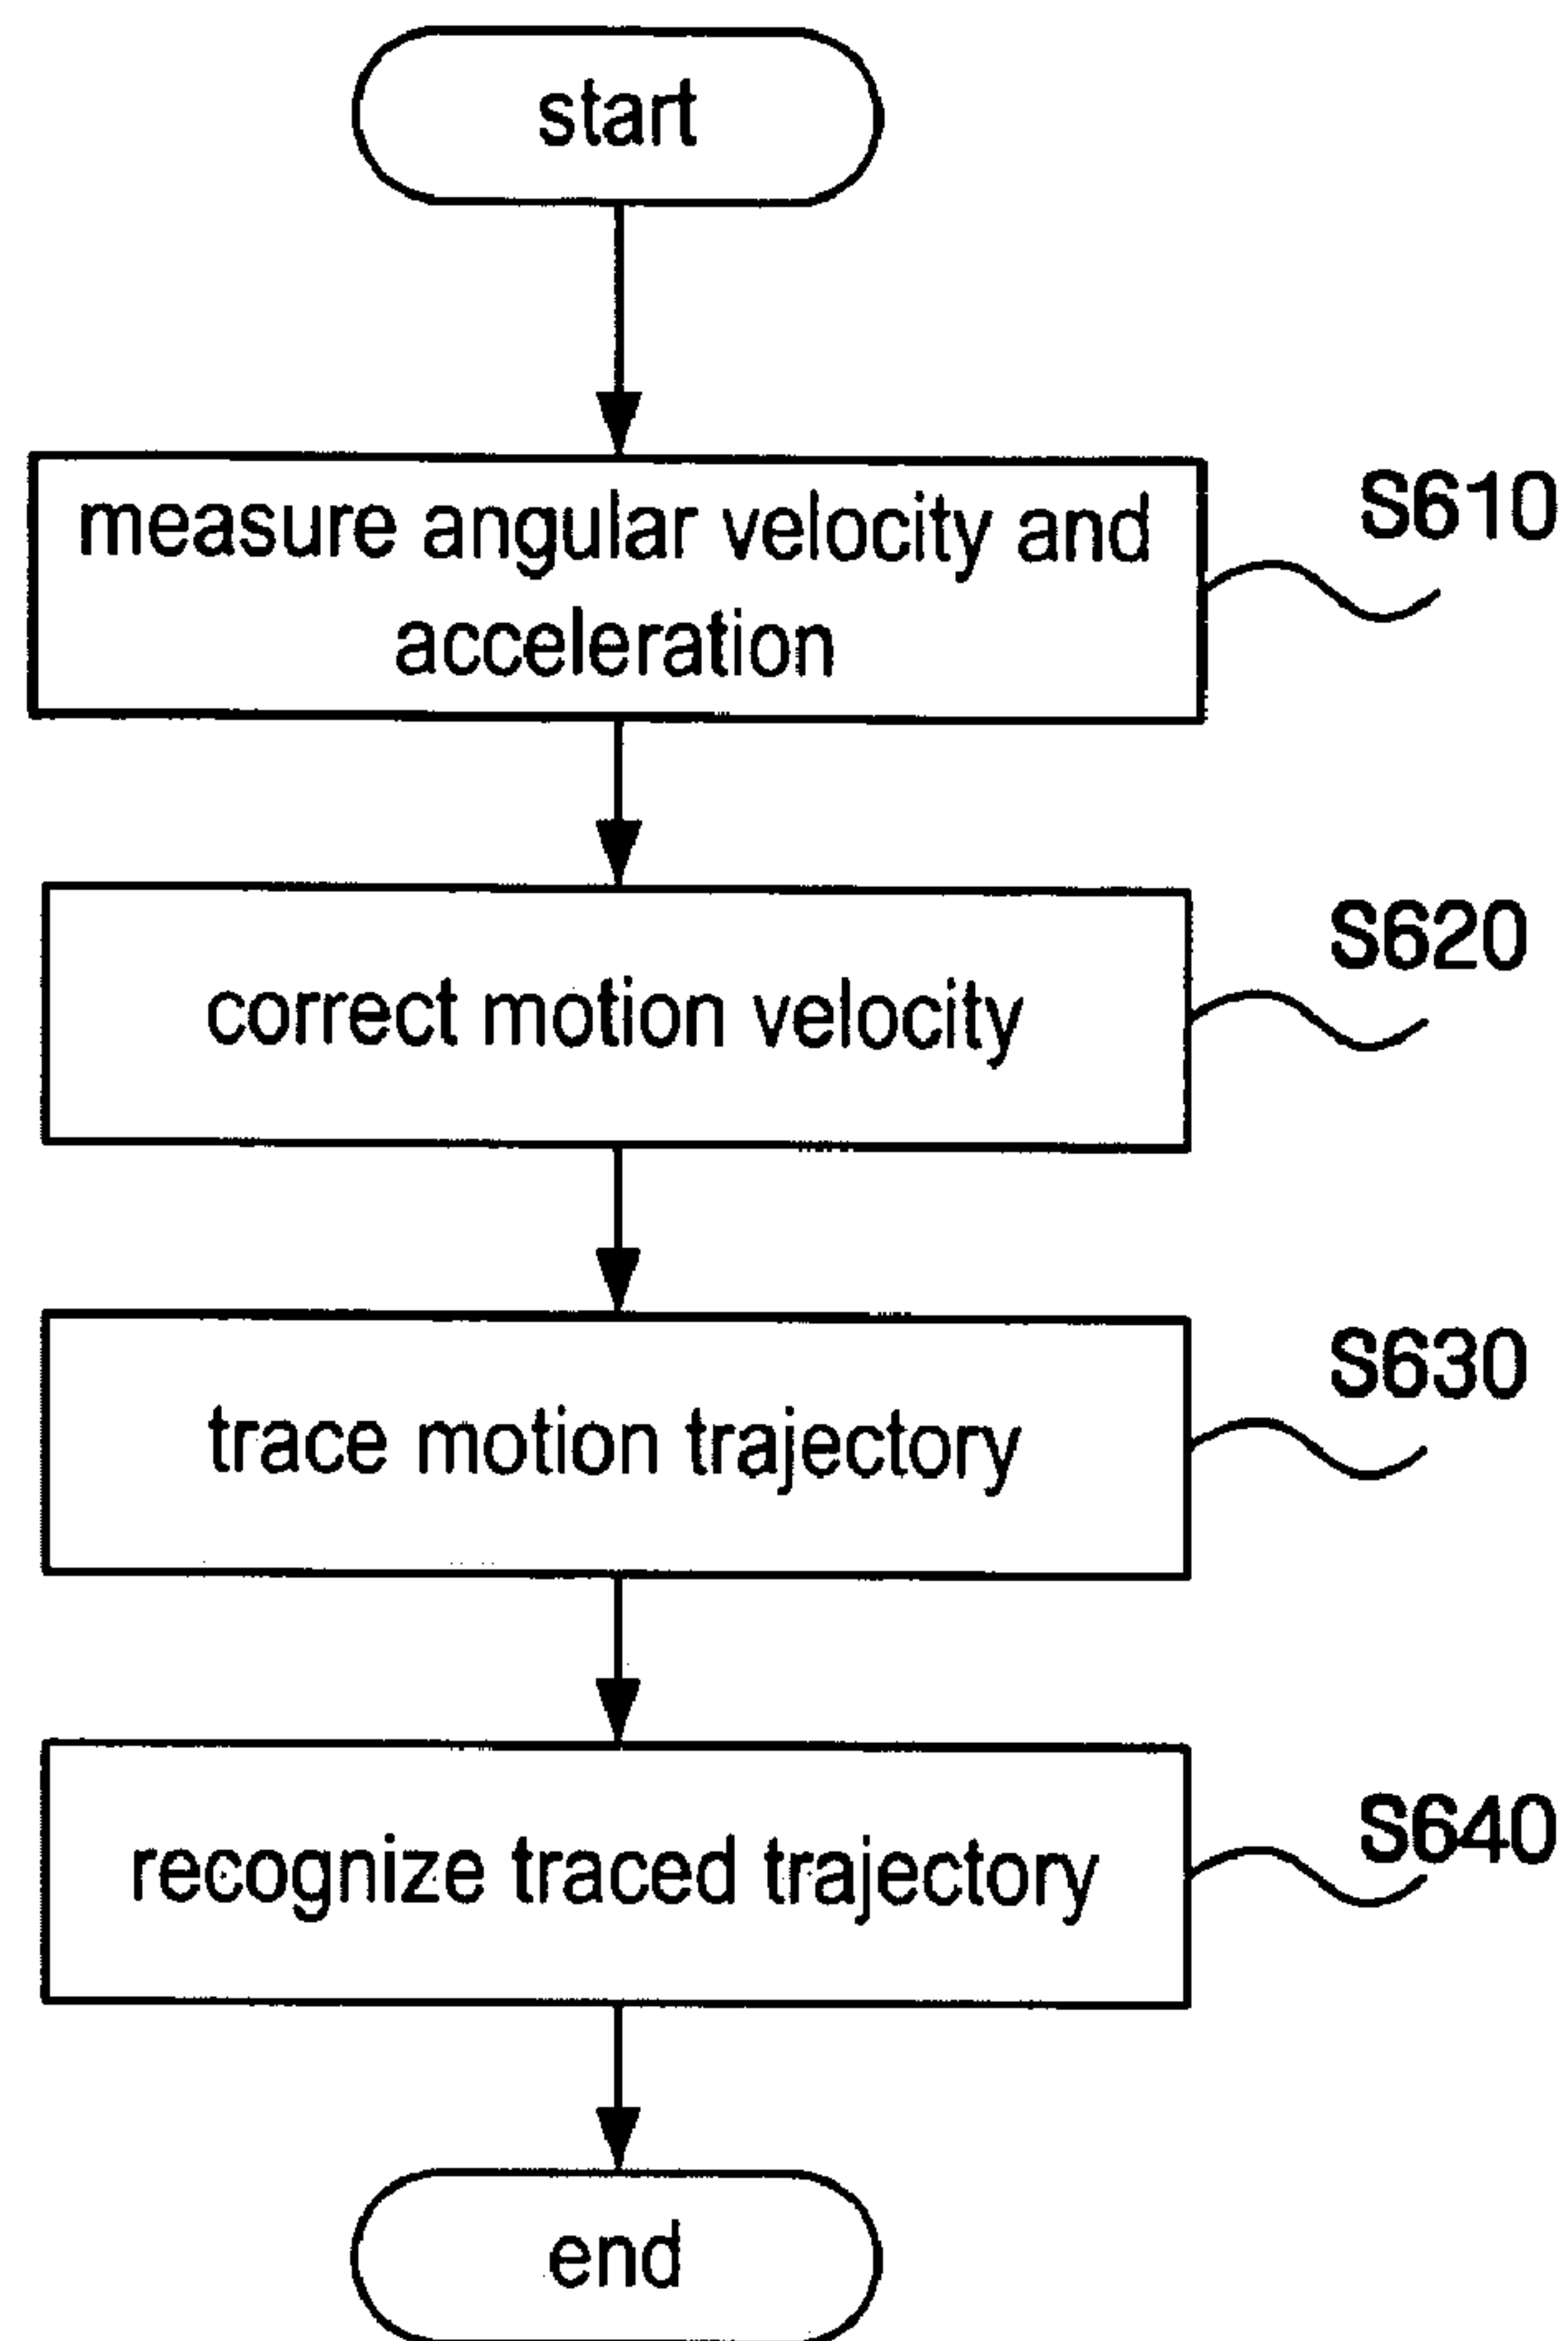 start
measure angular velocity and
acceleration
S610
correct motion velocity
S620
trace motion trajectory
S630
recognize traced trajectory
S640
end